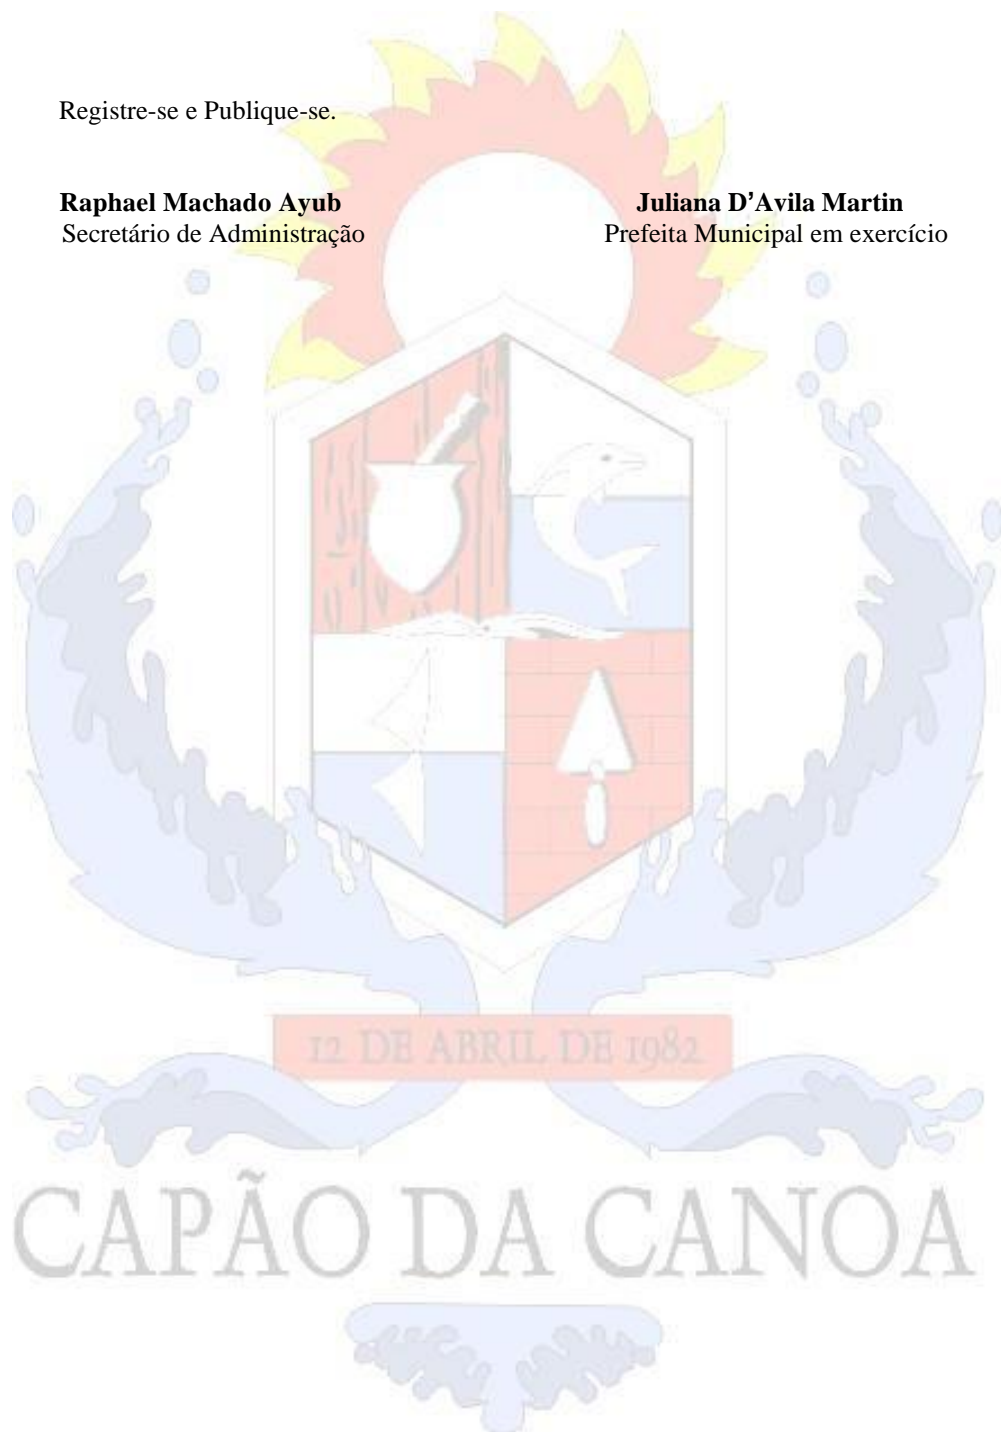 Registre-se e Publique-se.
Raphael Machado Ayub
Juliana D’Avila Martin
Secretário de Administração
Prefeita Municipal em exercício
12 DE ABRIL DE 1982
CAPÃO DA CANOA